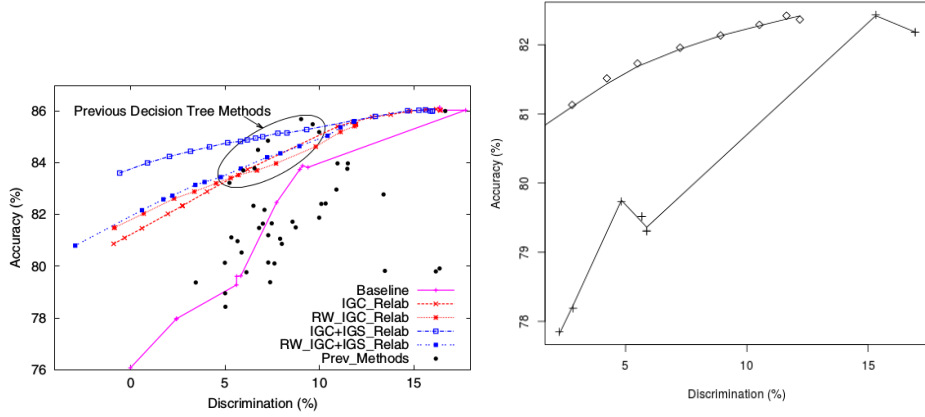 Previous Decision Tree Methods
Accuracy (%)
86
84
82
80
78
76
0
5
10
15
Discrimination (%)
Baseline
IGC_Relab
RW_IGC_Relab
IGC+IGS_Relab
RW_IGC+IGS_Relab
Prev_Methods
Accuracy (%)
82
81
80
79
78
5
10
15
Discrimination (%)